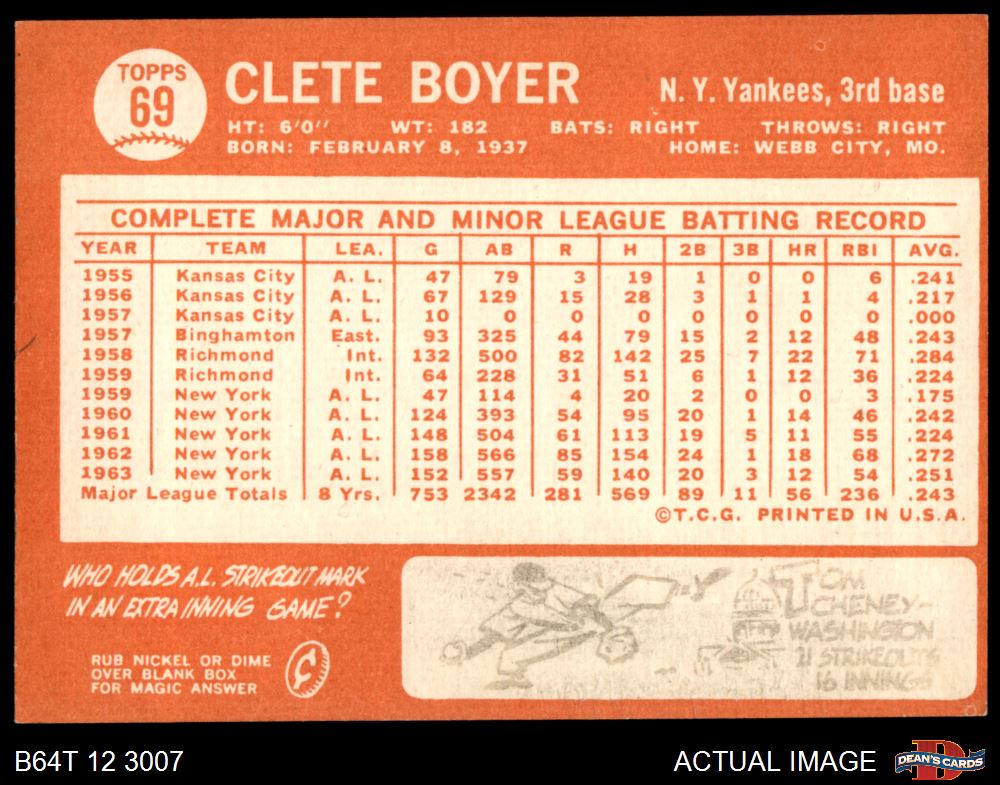 TOPPS
69
CLETE BOYER
N. Y. Yankees, 3rd base
HT: 6'0" WT: 182 BATS: RIGHT THROWS: RIGHT
BORN: FEBRUARY 8, 1937 HOME: WEBB CITY, MO.
COMPLETE MAJOR AND MINOR LEAGUE BATTING RECORD
YEAR TEAM LEA. G AB R H 2B 3B HR RBI AVG.
1955 Kansas City A. L. 47 79 3 19 1 0 0 6 .241
1956 Kansas City A. L. 67 129 15 28 3 1 1 4 .217
1957 Kansas City A. L. 10 0 0 0 0 0 0 0 .000
1957 Binghamton East. 93 325 44 79 15 2 12 48 .243
1958 Richmond Int. 132 500 82 142 25 7 22 71 .284
1959 Richmond Int. 64 228 31 51 6 1 12 36 .224
1959 New York A. L. 47 114 4 20 2 0 0 3 .175
1960 New York A. L. 124 393 54 95 20 1 14 46 .242
1961 New York A. L. 148 504 61 113 19 5 11 55 .224
1962 New York A. L. 158 566 85 154 24 1 18 68 .272
1963 New York A. L. 152 557 59 140 20 3 12 54 .251
Major League Totals 8 Yrs. 753 2342 281 569 89 11 56 236 .243
©T.C.G. PRINTED IN U.S.A.
WHO HOLDS A.L. STRIKEOUT MARK
IN AN EXTRA INNING GAME?
RUB NICKEL OR DIME
OVER BLANK BOX
FOR MAGIC ANSWER
TOM
CHENEY-
WASHINGTON
21 STRIKEOUTS
16 INNINGS
B64T 12 3007
ACTUAL IMAGE
DEAN'S CARDS